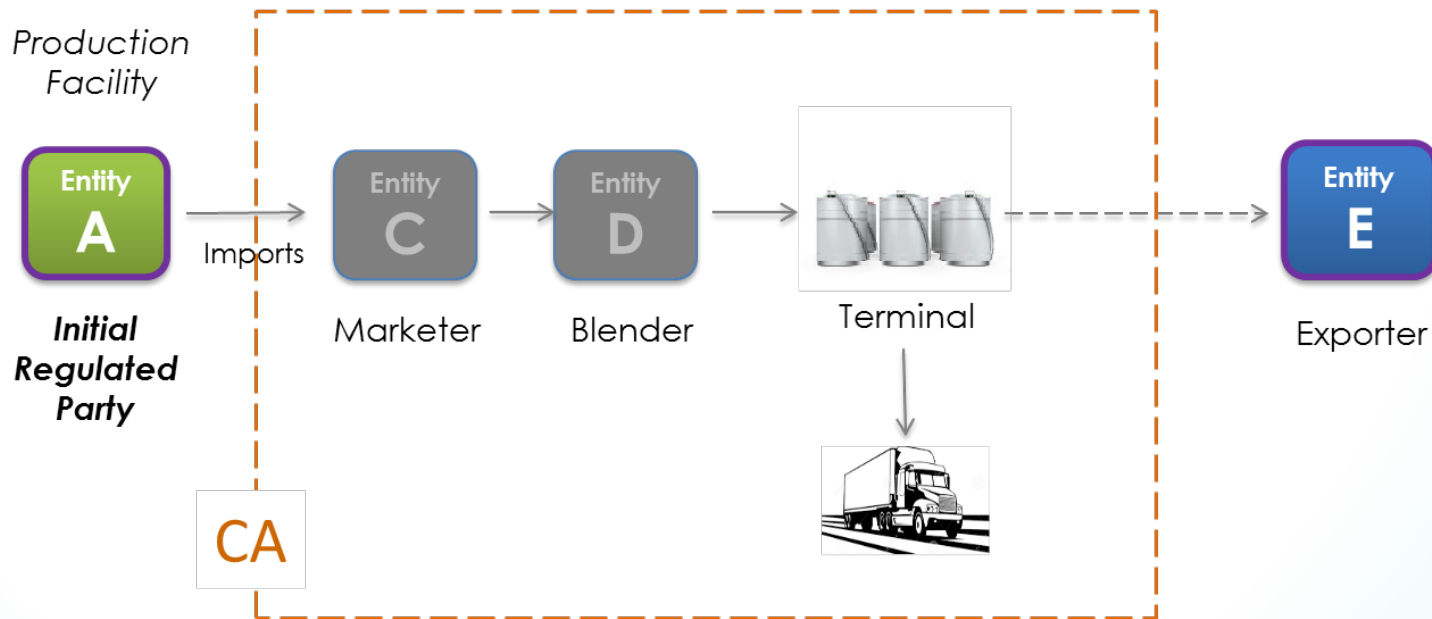 Production
Facility
Entity
A
Initial
Regulated
Party
Imports
Entity
C
Marketer
Entity
D
Blender
Terminal
Entity
E
Exporter
CA